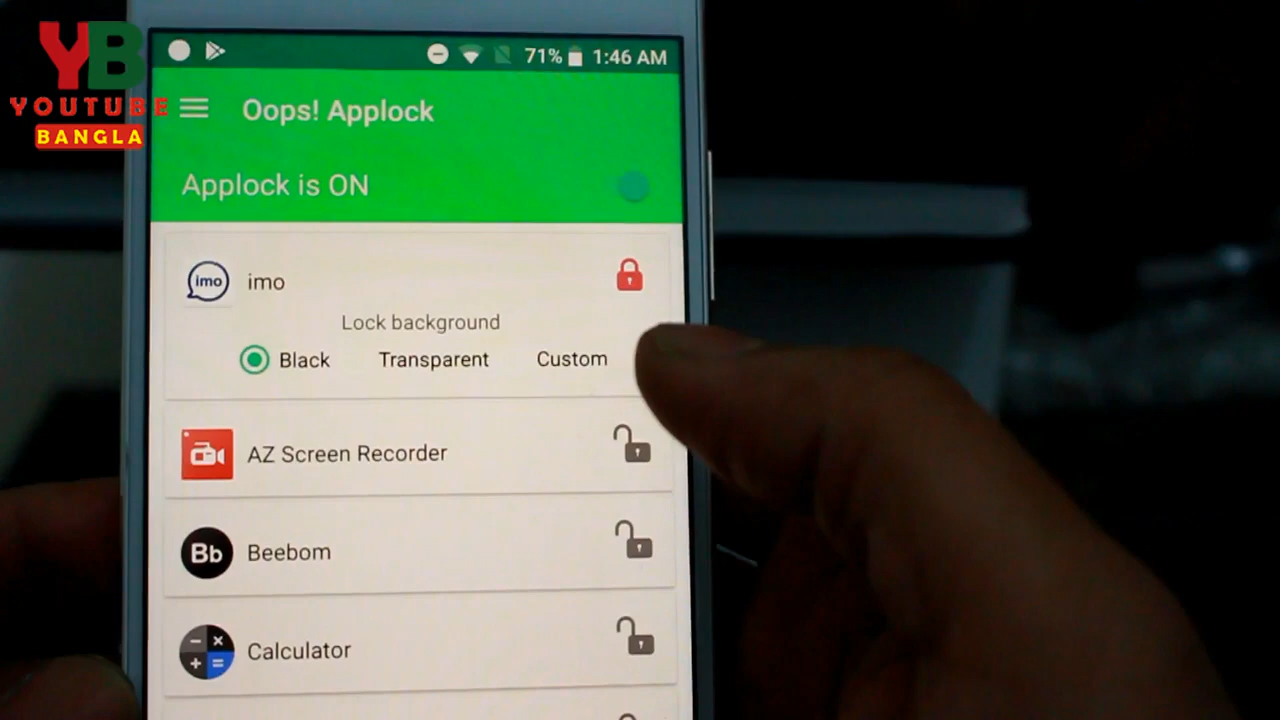 YB
YOUTUBE
BANGLA
71% 1:46 AM
Oops! Applock
Applock is ON
imo
imo
Lock background
Black Transparent Custom
AZ Screen Recorder
Bb
Beebom
Calculator